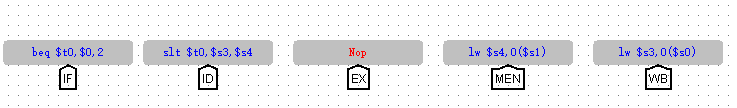 beq $t0,$0,2 slt $t0,$s3,$s4 Nop lw $s4,0($s1) lw $s3,0($s0)
IF ID EX MEN WB